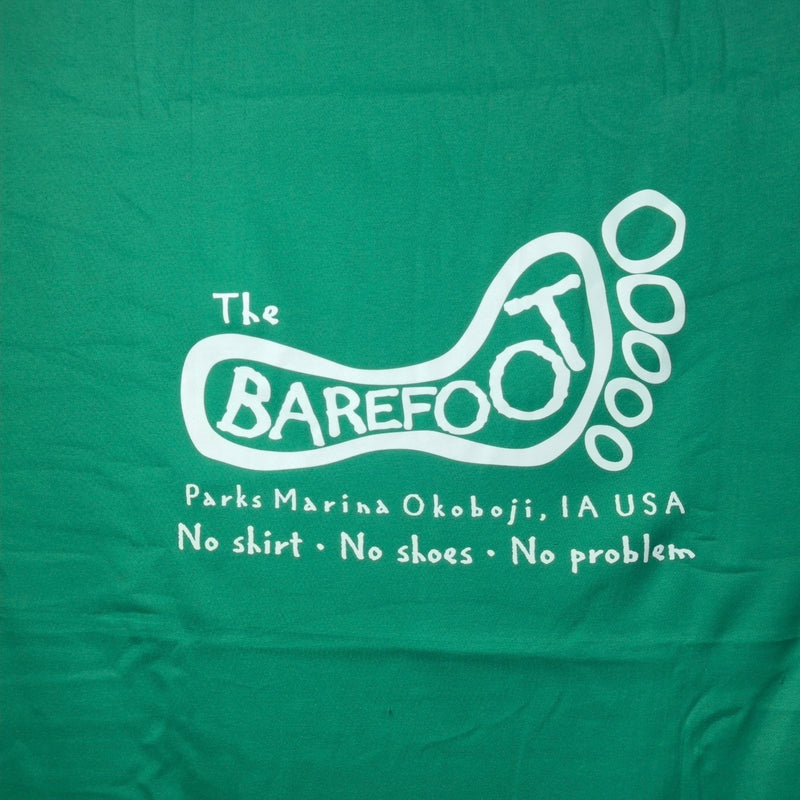 The
BAREFOOT
Parks Marina Okoboji, IA USA
No shirt • No shoes • No problem